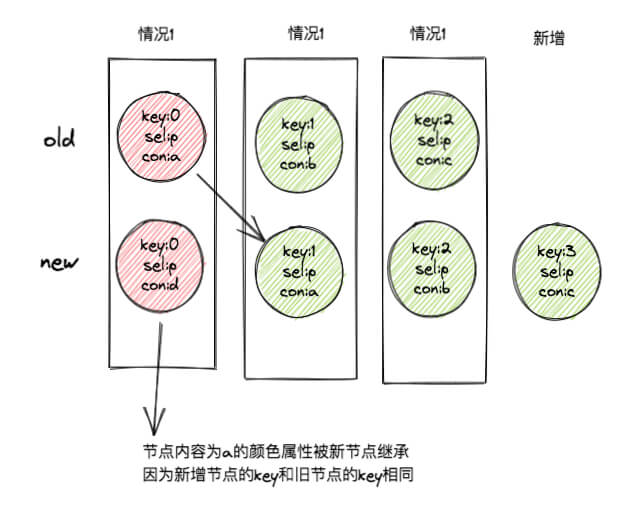 情况1 情况1 情况1 新增
old
key:0
sel:p
con:a
key:1
sel:p
con:b
key:2
sel:p
con:c
new
key:0
sel:p
con:d
key:1
sel:p
con:a
key:2
sel:p
con:b
key:3
sel:p
con:c
节点内容为a的颜色属性被新节点继承
因为新增节点的key和旧节点的key相同